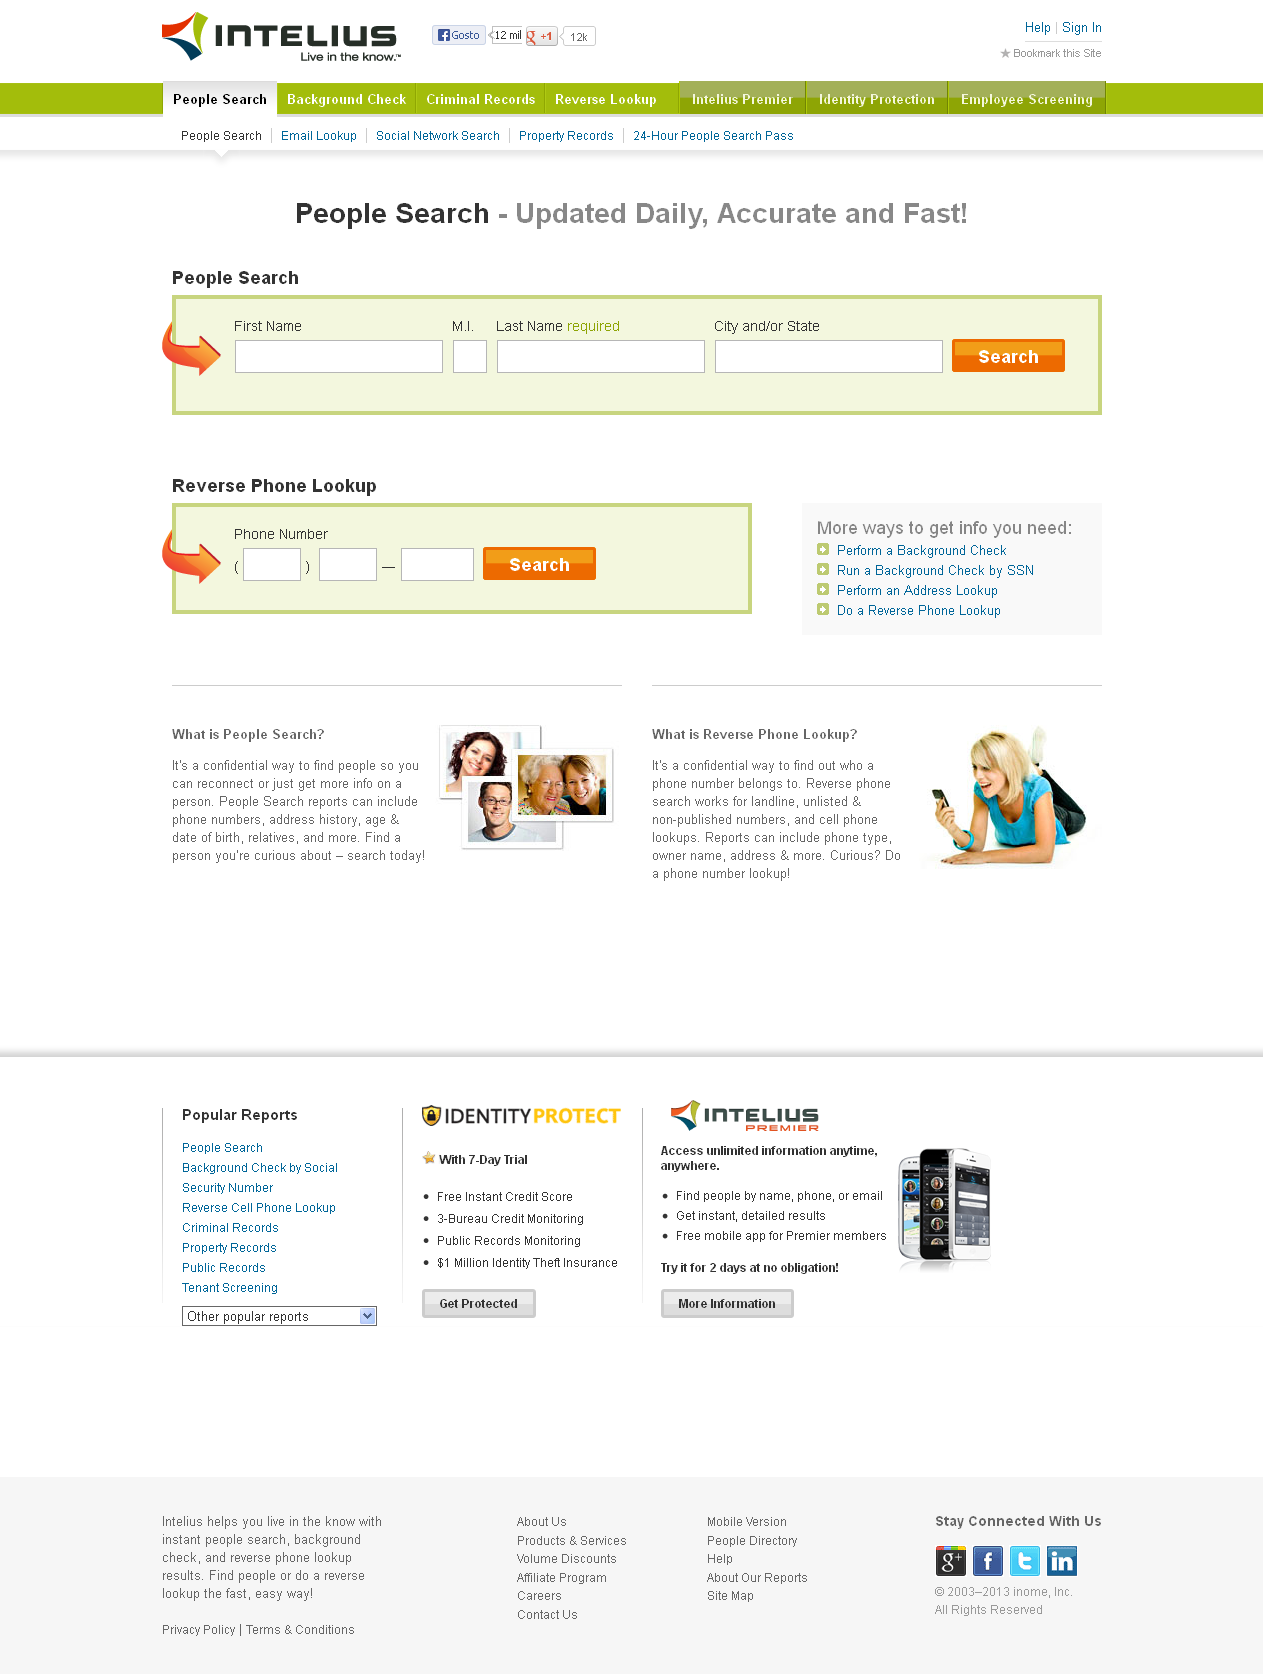 INTELIUS
Live in the know.™
Gosto
12 mil
+1
12k
Help | Sign In
Bookmark this Site
People Search
Background Check
Criminal Records
Reverse Lookup
Intelius Premier
Identity Protection
Employee Screening
People Search
Email Lookup
Social Network Search
Property Records
24-Hour People Search Pass
People Search - Updated Daily, Accurate and Fast!
People Search
First Name
M.I.
Last Name required
City and/or State
Search
Reverse Phone Lookup
Phone Number
( ) —
Search
More ways to get info you need:
Perform a Background Check
Run a Background Check by SSN
Perform an Address Lookup
Do a Reverse Phone Lookup
What is People Search?
It's a confidential way to find people so you
can reconnect or just get more info on a
person. People Search reports can include
phone numbers, address history, age &
date of birth, relatives, and more. Find a
person you're curious about – search today!
What is Reverse Phone Lookup?
It's a confidential way to find out who a
phone number belongs to. Reverse phone
search works for landline, unlisted &
non-published numbers, and cell phone
lookups. Reports can include phone type,
owner name, address & more. Curious? Do
a phone number lookup!
Popular Reports
People Search
Background Check by Social
Security Number
Reverse Cell Phone Lookup
Criminal Records
Property Records
Public Records
Tenant Screening
Other popular reports
IDENTITYPROTECT
With 7-Day Trial
• Free Instant Credit Score
• 3-Bureau Credit Monitoring
• Public Records Monitoring
• $1 Million Identity Theft Insurance
Get Protected
INTELIUS
PREMIER
Access unlimited information anytime,
anywhere.
• Find people by name, phone, or email
• Get instant, detailed results
• Free mobile app for Premier members
Try it for 2 days at no obligation!
More Information
Intelius helps you live in the know with
instant people search, background
check, and reverse phone lookup
results. Find people or do a reverse
lookup the fast, easy way!
Privacy Policy | Terms & Conditions
About Us
Products & Services
Volume Discounts
Affiliate Program
Careers
Contact Us
Mobile Version
People Directory
Help
About Our Reports
Site Map
Stay Connected With Us
© 2003–2013 inome, Inc.
All Rights Reserved